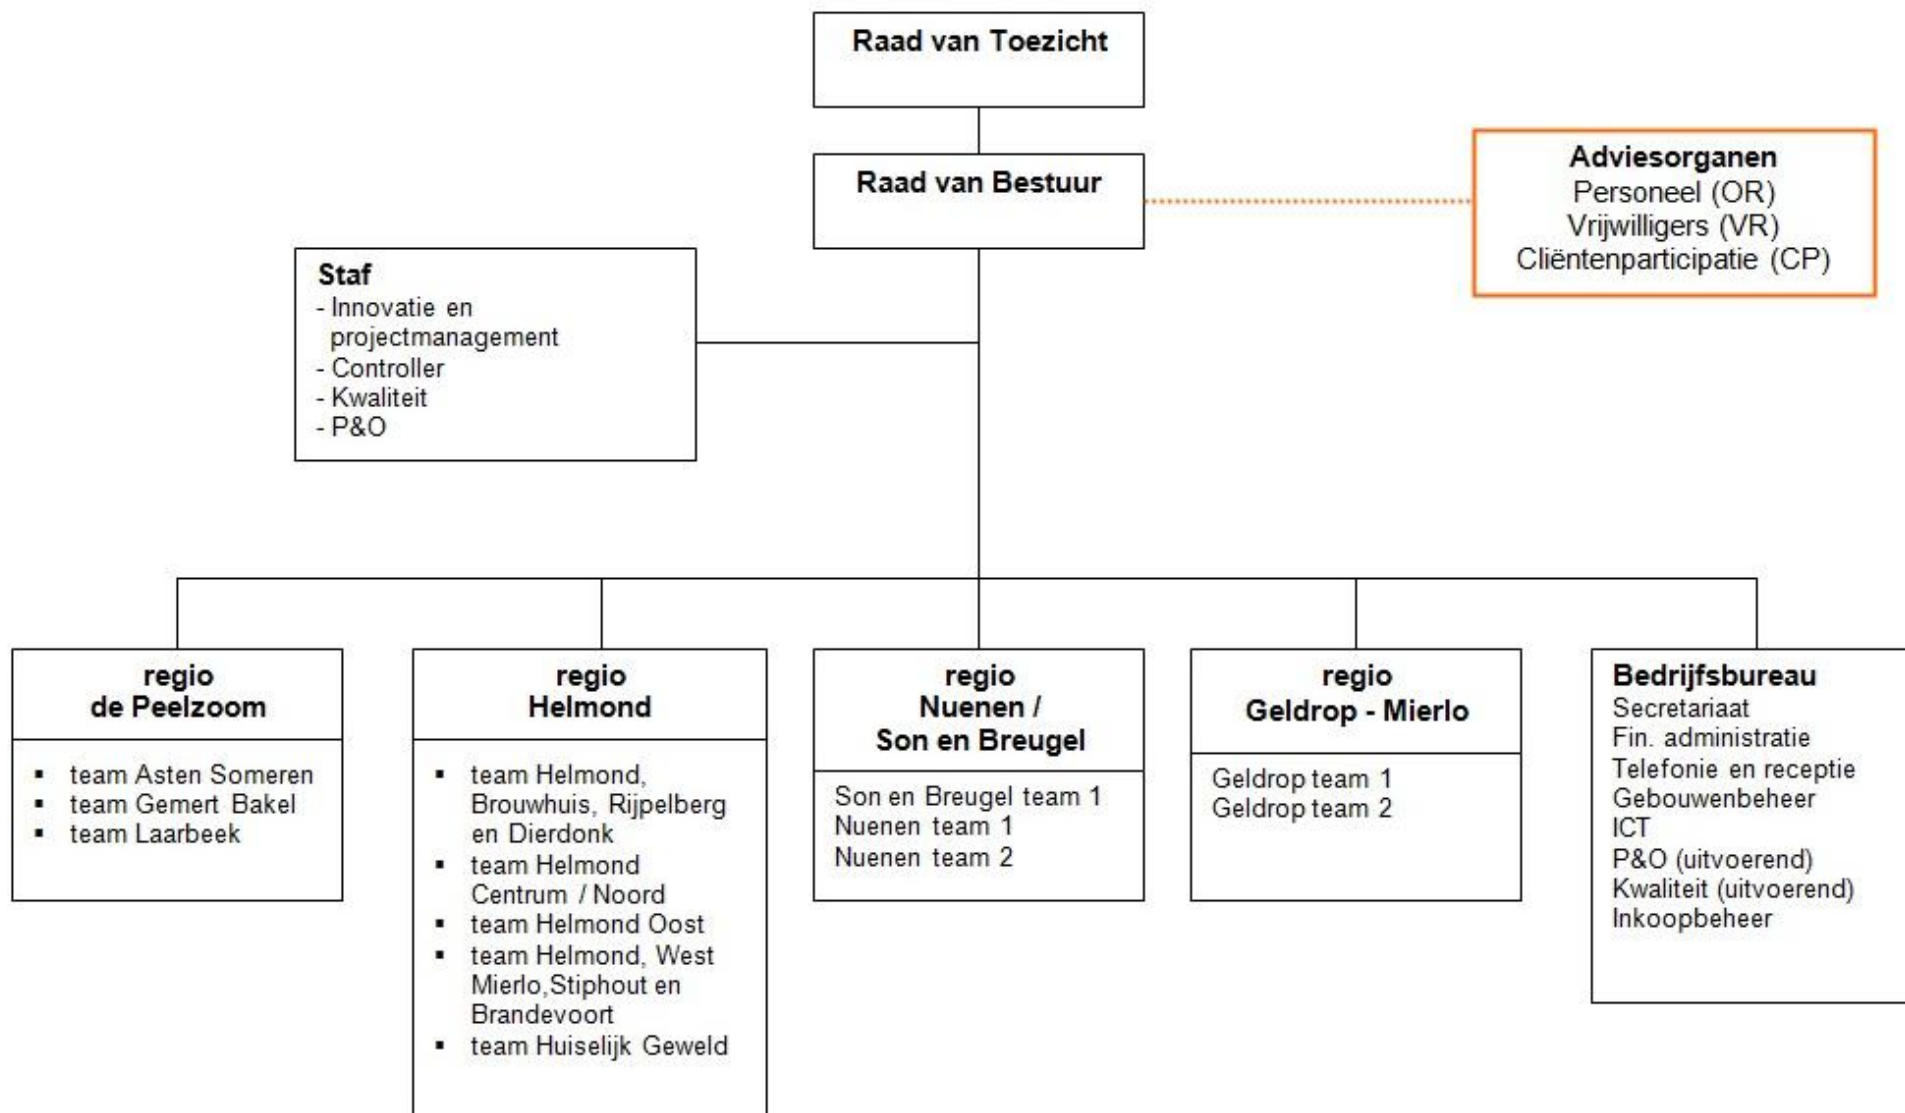 Raad van Toezicht
Raad van Bestuur
Adviesorganen
Personeel (OR)
Vrijwilligers (VR)
Cliëntenparticipatie (CP)
Staf
- Innovatie en
projectmanagement
- Controller
- Kwaliteit
- P&O
regio
de Peelzoom
▪ team Asten Someren
▪ team Gemert Bakel
▪ team Laarbeek
regio
Helmond
▪ team Helmond,
Brouwhuis, Rijpelberg
en Dierdonk
▪ team Helmond
Centrum / Noord
▪ team Helmond Oost
▪ team Helmond, West
Mierlo,Stiphout en
Brandevoort
▪ team Huiselijk Geweld
regio
Nuenen /
Son en Breugel
Son en Breugel team 1
Nuenen team 1
Nuenen team 2
regio
Geldrop - Mierlo
Geldrop team 1
Geldrop team 2
Bedrijfsbureau
Secretariaat
Fin. administratie
Telefonie en receptie
Gebouwenbeheer
ICT
P&O (uitvoerend)
Kwaliteit (uitvoerend)
Inkoopbeheer